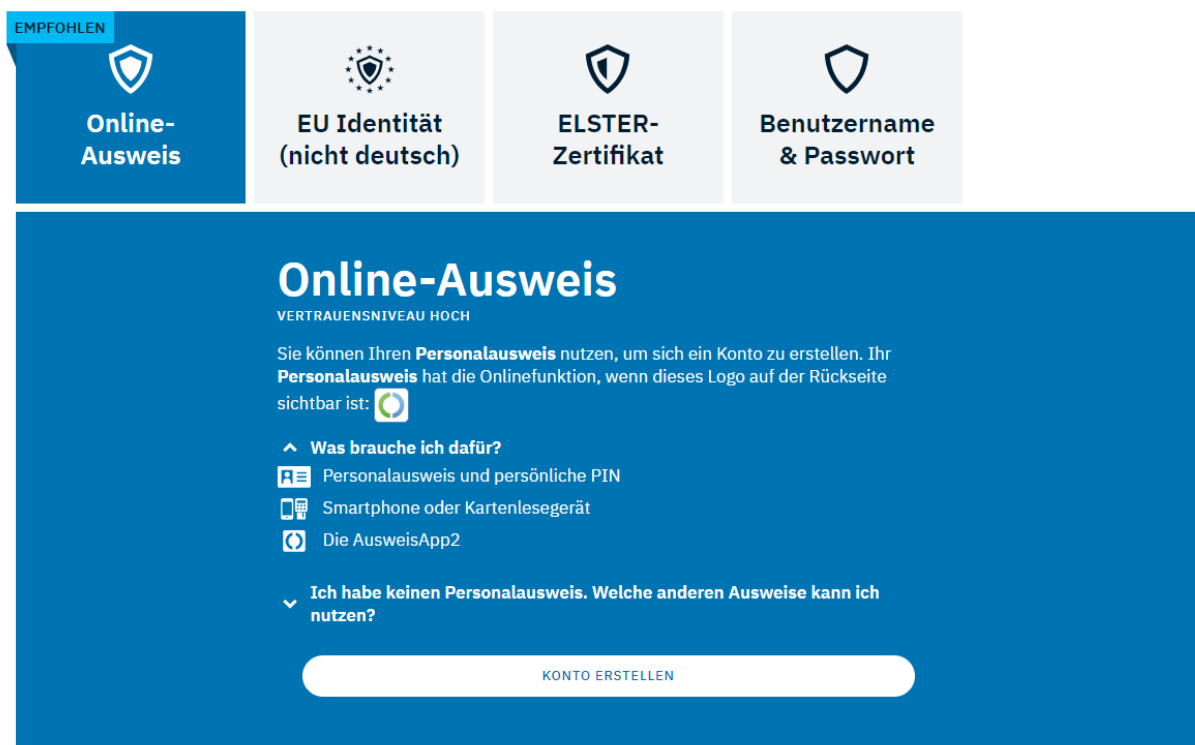 EMPFOHLEN
Online-
Ausweis
EU Identität
(nicht deutsch)
ELSTER-
Zertifikat
Benutzername
& Passwort
Online-Ausweis
VERTRAUENSNIVEAU HOCH
Sie können Ihren Personalausweis nutzen, um sich ein Konto zu erstellen. Ihr
Personalausweis hat die Onlinefunktion, wenn dieses Logo auf der Rückseite
sichtbar ist:
Was brauche ich dafür?
Personalausweis und persönliche PIN
Smartphone oder Kartenlesegerät
Die AusweisApp2
Ich habe keinen Personalausweis. Welche anderen Ausweise kann ich
nutzen?
KONTO ERSTELLEN